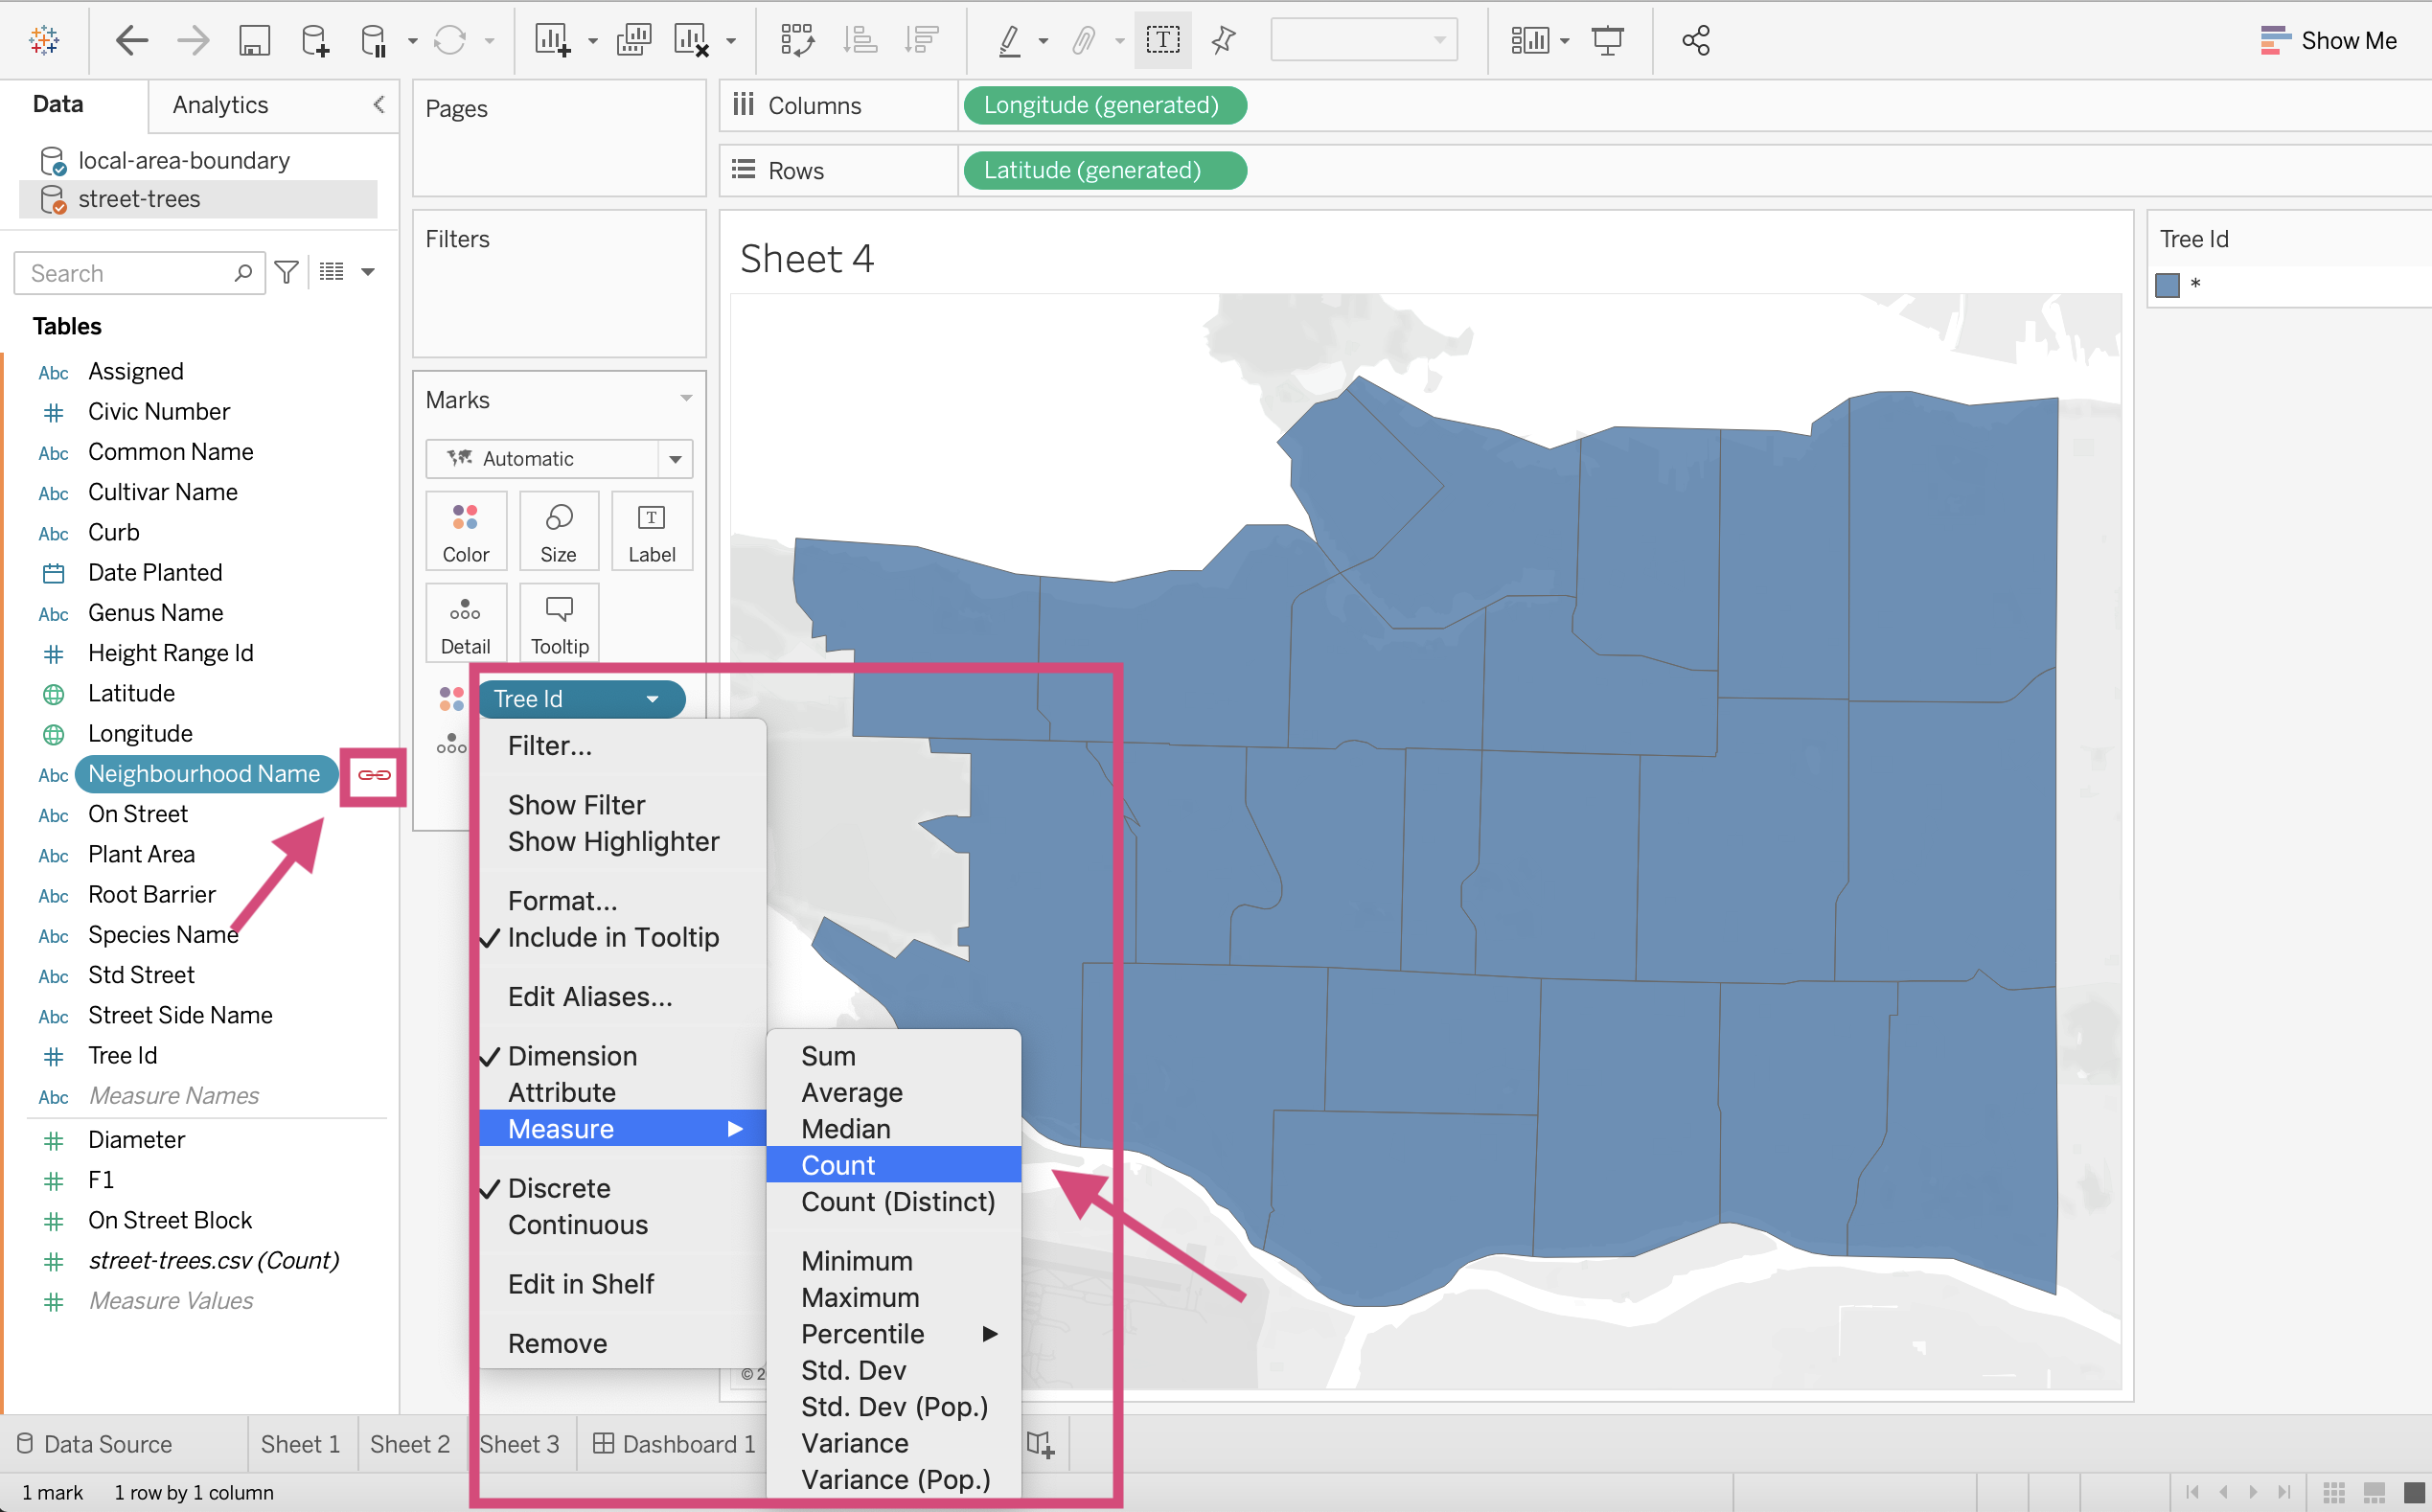 Show Me
Data
Analytics
local-area-boundary
street-trees
Search
Tables
Abc Assigned
Civic Number
Abc Common Name
Abc Cultivar Name
Abc Curb
Date Planted
Abc Genus Name
Height Range Id
Latitude
Longitude
Abc Neighbourhood Name
Abc On Street
Abc Plant Area
Abc Root Barrier
Abc Species Name
Abc Std Street
Abc Street Side Name
Tree Id
Abc Measure Names
Diameter
F1
On Street Block
street-trees.csv (Count)
Measure Values
Pages
Filters
Marks
Automatic
Color
Size
Label
Detail
Tooltip
Tree Id
Filter...
Show Filter
Show Highlighter
Format...
✓ Include in Tooltip
Edit Aliases...
✓ Dimension
Attribute
Measure
✓ Discrete
Continuous
Edit in Shelf
Remove
Sum
Average
Median
Count
Count (Distinct)
Minimum
Maximum
Percentile
Std. Dev
Std. Dev (Pop.)
Variance
Variance (Pop.)
Columns
Longitude (generated)
Rows
Latitude (generated)
Sheet 4
© 2
Tree Id
*
Data Source
Sheet 1
Sheet 2
Sheet 3
Dashboard 1
1 mark
1 row by 1 column